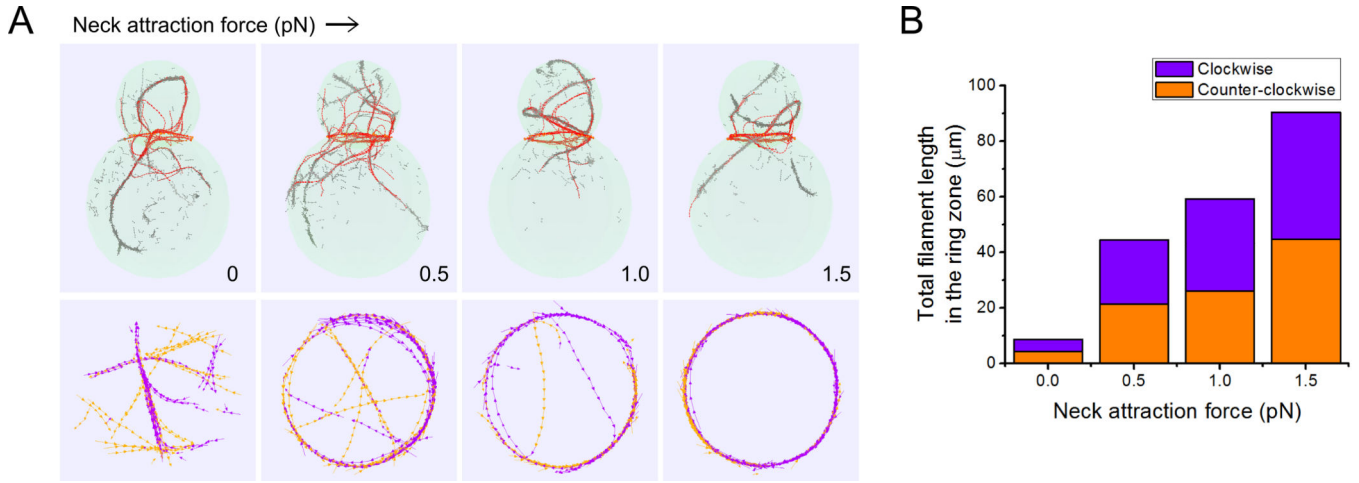 A
Neck attraction force (pN) →
0
0.5
1.0
1.5
B
Clockwise
Counter-clockwise
Total filament length
in the ring zone (μm)
100
80
60
40
20
0
0.0
0.5
1.0
1.5
Neck attraction force (pN)